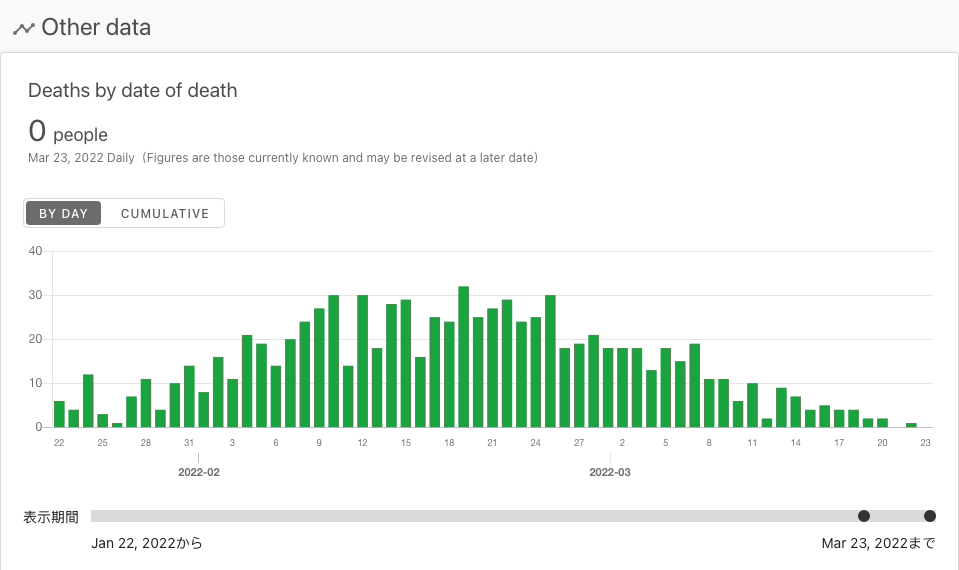 Other data
Deaths by date of death
0 people
Mar 23, 2022 Daily (Figures are those currently known and may be revised at a later date)
BY DAY CUMULATIVE
40
30
20
10
0
22 25 28 31 3 6 9 12 15 18 21 24 27 2 5 8 11 14 17 20 23
2022-02 2022-03
表示期間
Jan 22, 2022から Mar 23, 2022まで